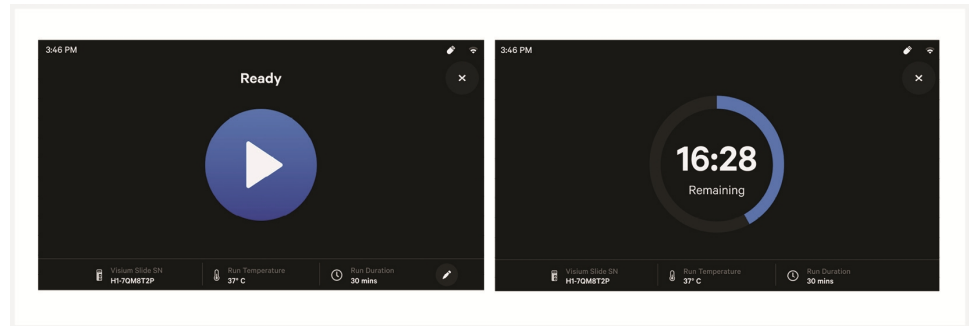 3:46 PM
Ready
Visium Slide SN
H1-7QM8T2P
Run Temperature
37° C
Run Duration
30 mins
3:46 PM
16:28
Remaining
Visium Slide SN
H1-7QM8T2P
Run Temperature
37° C
Run Duration
30 mins